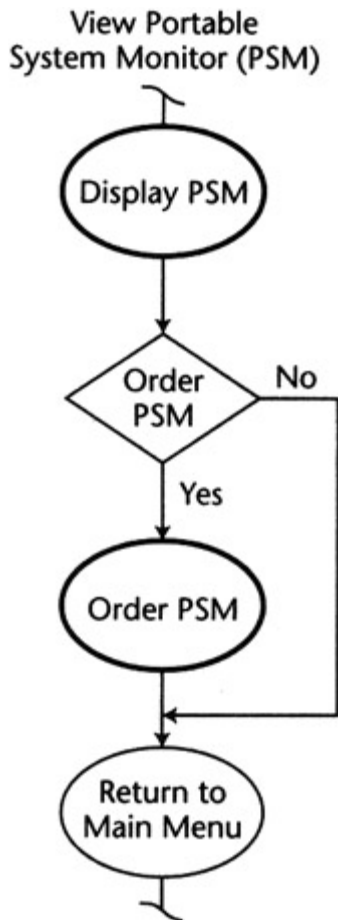 View Portable
System Monitor (PSM)
Display PSM
Order
PSM
No
Yes
Order PSM
Return to
Main Menu